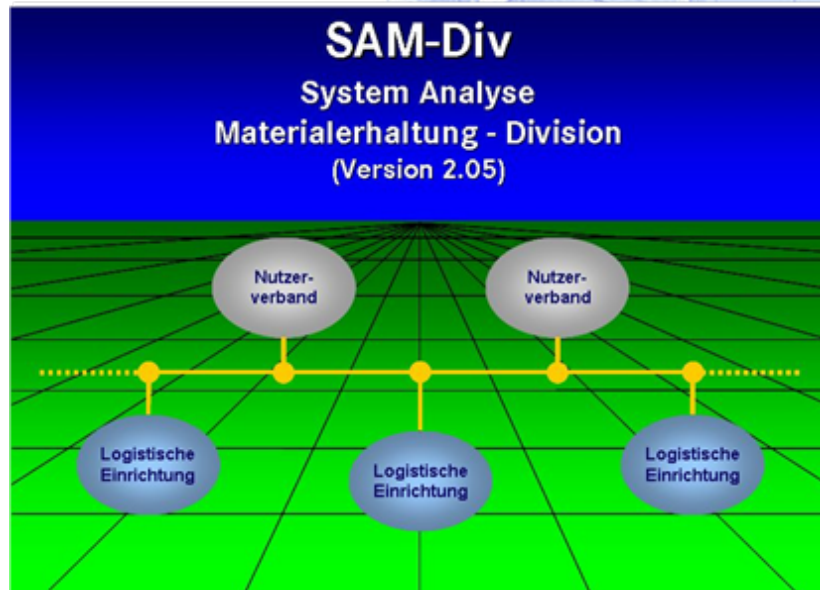 SAM-Div
System Analyse
Materialerhaltung - Division
(Version 2.05)
Nutzer-
verband
Nutzer-
verband
Logistische
Einrichtung
Logistische
Einrichtung
Logistische
Einrichtung